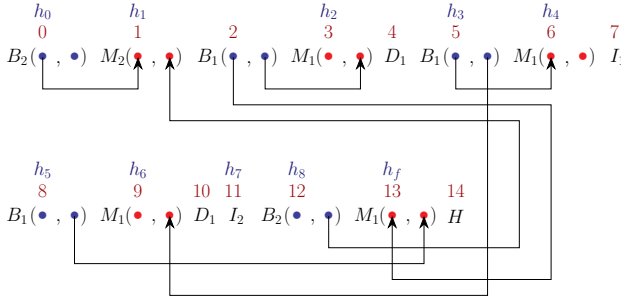 h₀ h₁ h₂ h₃ h₄
0 1 2 3 4 5 6 7
B₂(• , •) M₂(• , •) B₁(• , •) M₁(• , •) D₁ B₁(• , •) M₁(• , •)
h₅ h₆ h₇ h₈ h_f
8 9 10 11 12 13 14
B₁(• , •) M₁(• , •) D₁ I₂ B₂(• , •) M₁(• , •) H